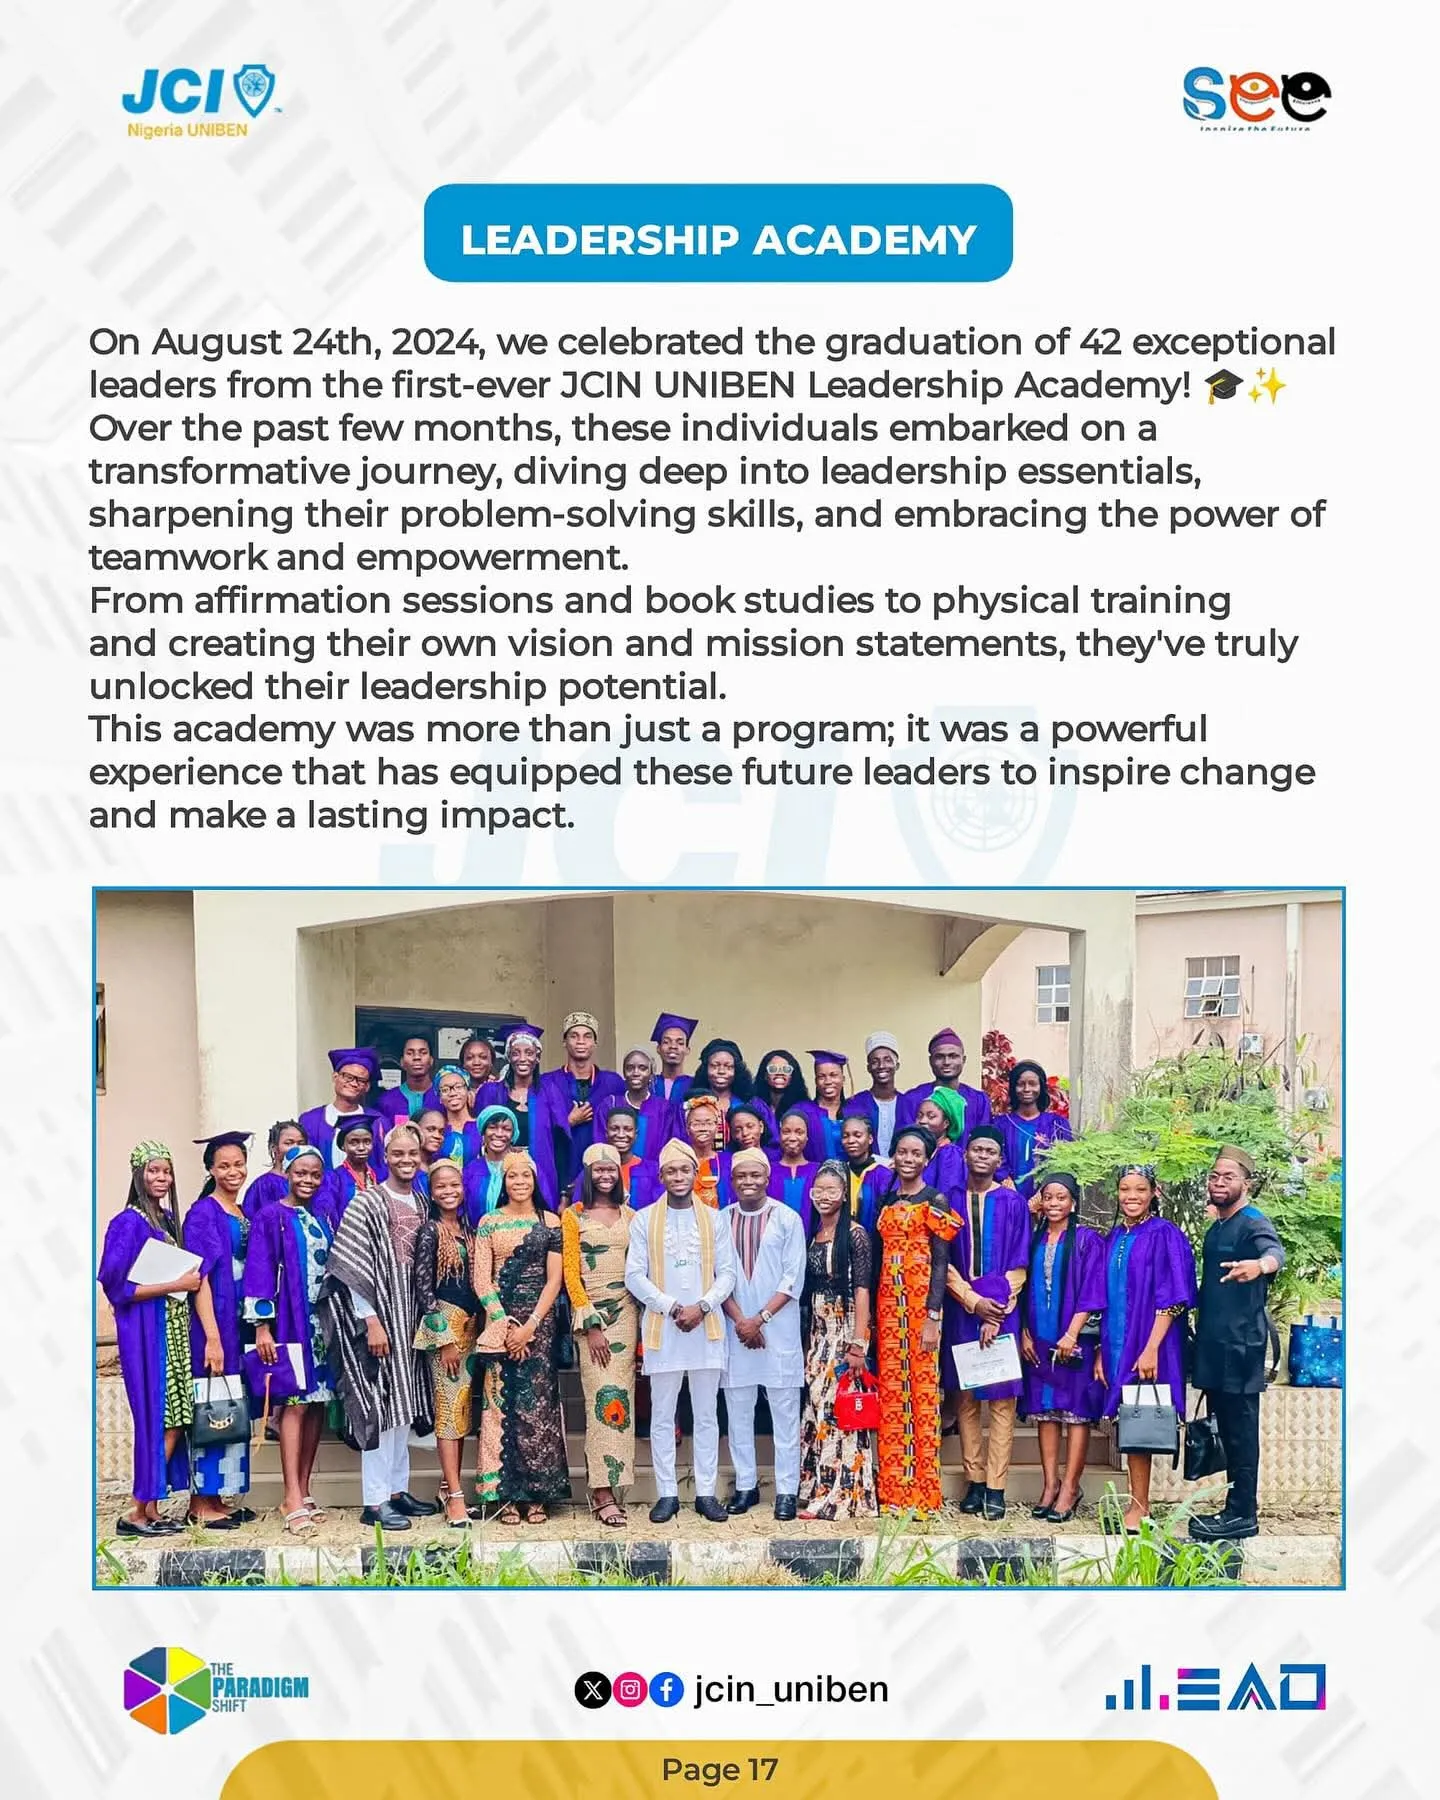 JCI
Nigeria UNIBEN
See
Inspire the Future
LEADERSHIP ACADEMY
On August 24th, 2024, we celebrated the graduation of 42 exceptional
leaders from the first-ever JCIN UNIBEN Leadership Academy! 🎓✨
Over the past few months, these individuals embarked on a
transformative journey, diving deep into leadership essentials,
sharpening their problem-solving skills, and embracing the power of
teamwork and empowerment.
From affirmation sessions and book studies to physical training
and creating their own vision and mission statements, they've truly
unlocked their leadership potential.
This academy was more than just a program; it was a powerful
experience that has equipped these future leaders to inspire change
and make a lasting impact.
JCI
THE
PARADIGM
SHIFT
jcin_uniben
LEAD
Page 17